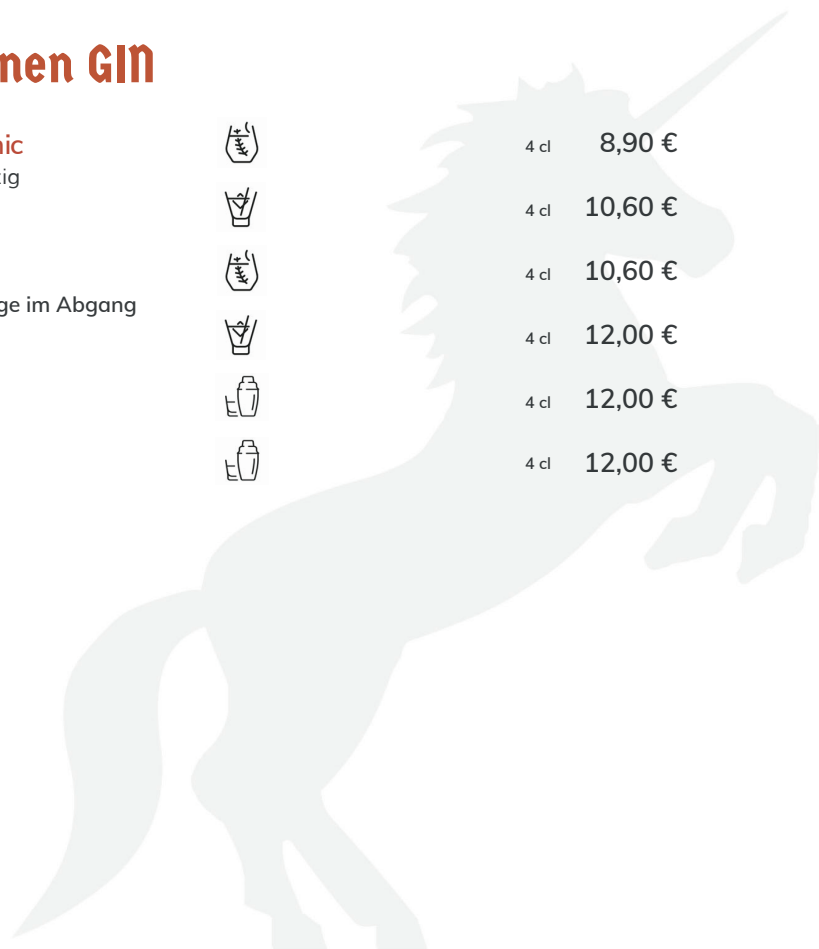 nen GIN
nic
4 cl 8,90 €
tig
4 cl 10,60 €
4 cl 10,60 €
ge im Abgang
4 cl 12,00 €
4 cl 12,00 €
4 cl 12,00 €